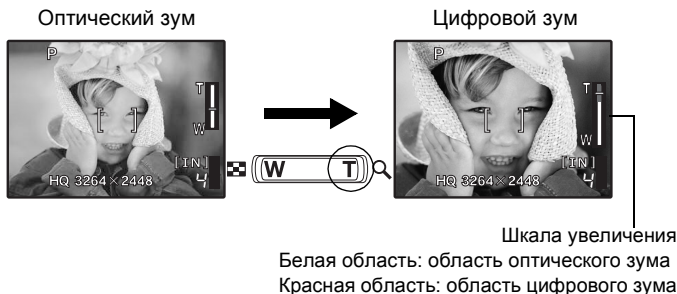 Оптический зум
Цифровой зум
P
T
W
[IN]
HQ 3264×2448
4
W T
P
T
W
[IN]
HQ 3264×2448
4
Шкала увеличения
Белая область: область оптического зума
Красная область: область цифрового зума